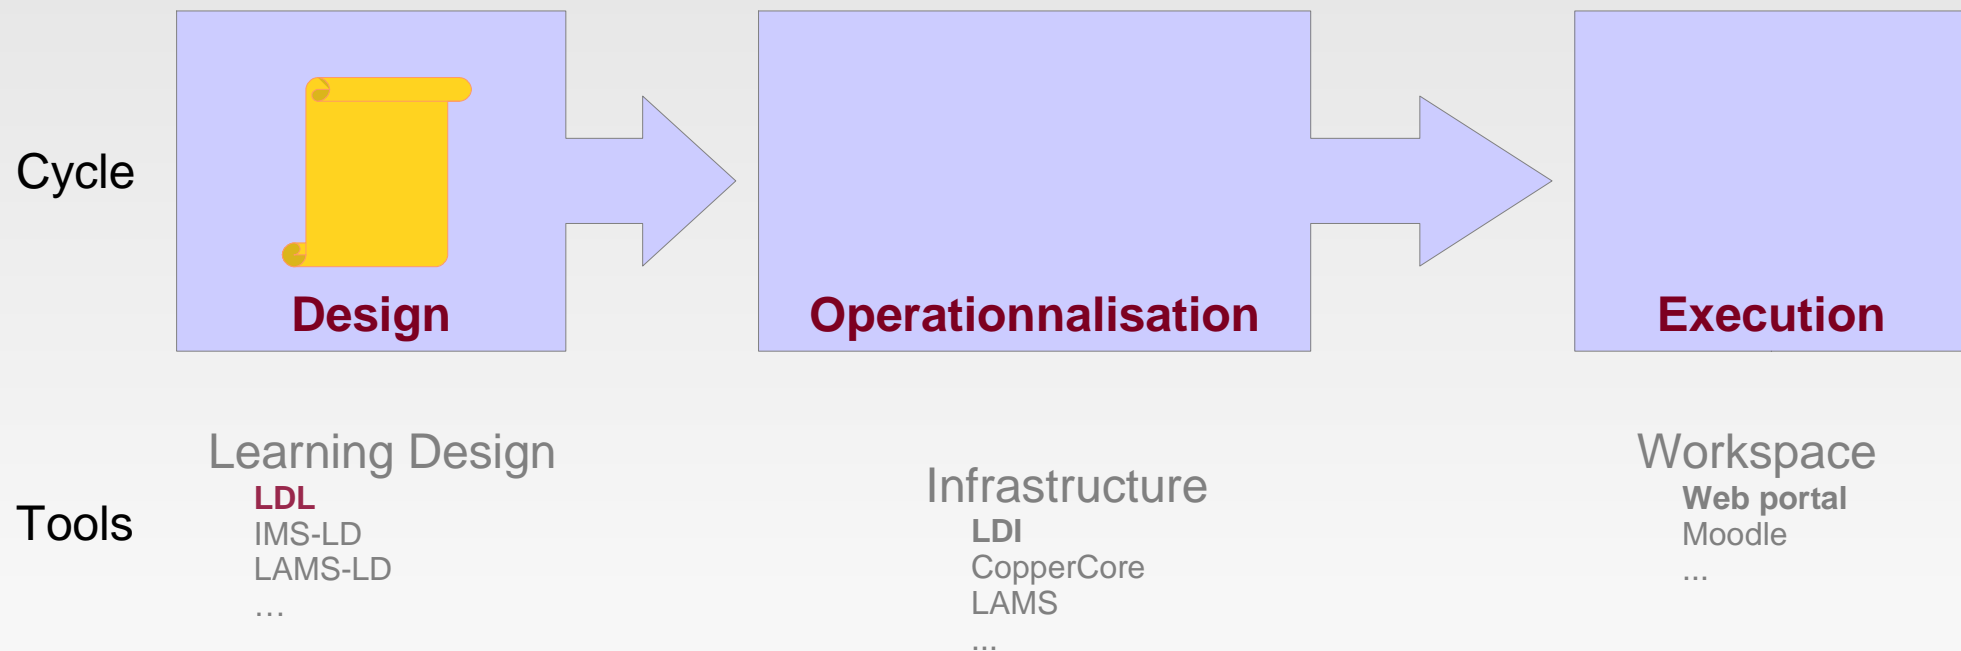 Cycle
Design
Operationnalisation
Execution
Tools
Learning Design
LDL
IMS-LD
LAMS-LD
…
Infrastructure
LDI
CopperCore
LAMS
...
Workspace
Web portal
Moodle
...